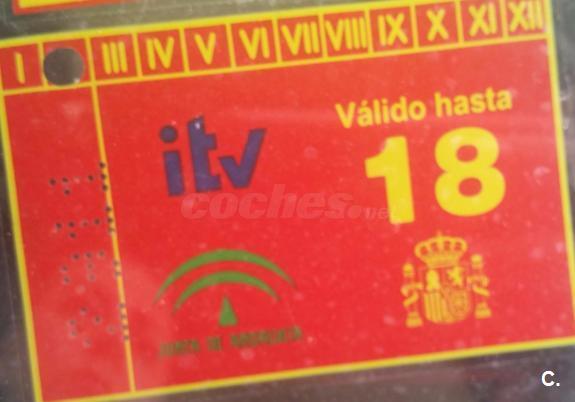 I III IV V VI VII VIII IX X XI XII
Válido hasta
itv
18
coches.net
JUNTA DE ANDALUCIA
C.